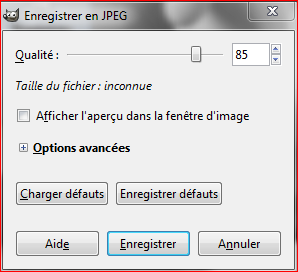 Enregistrer en JPEG
Qualité : 85
Taille du fichier : inconnue
Afficher l'aperçu dans la fenêtre d'image
Options avancées
Charger défauts Enregistrer défauts
Aide Enregistrer Annuler